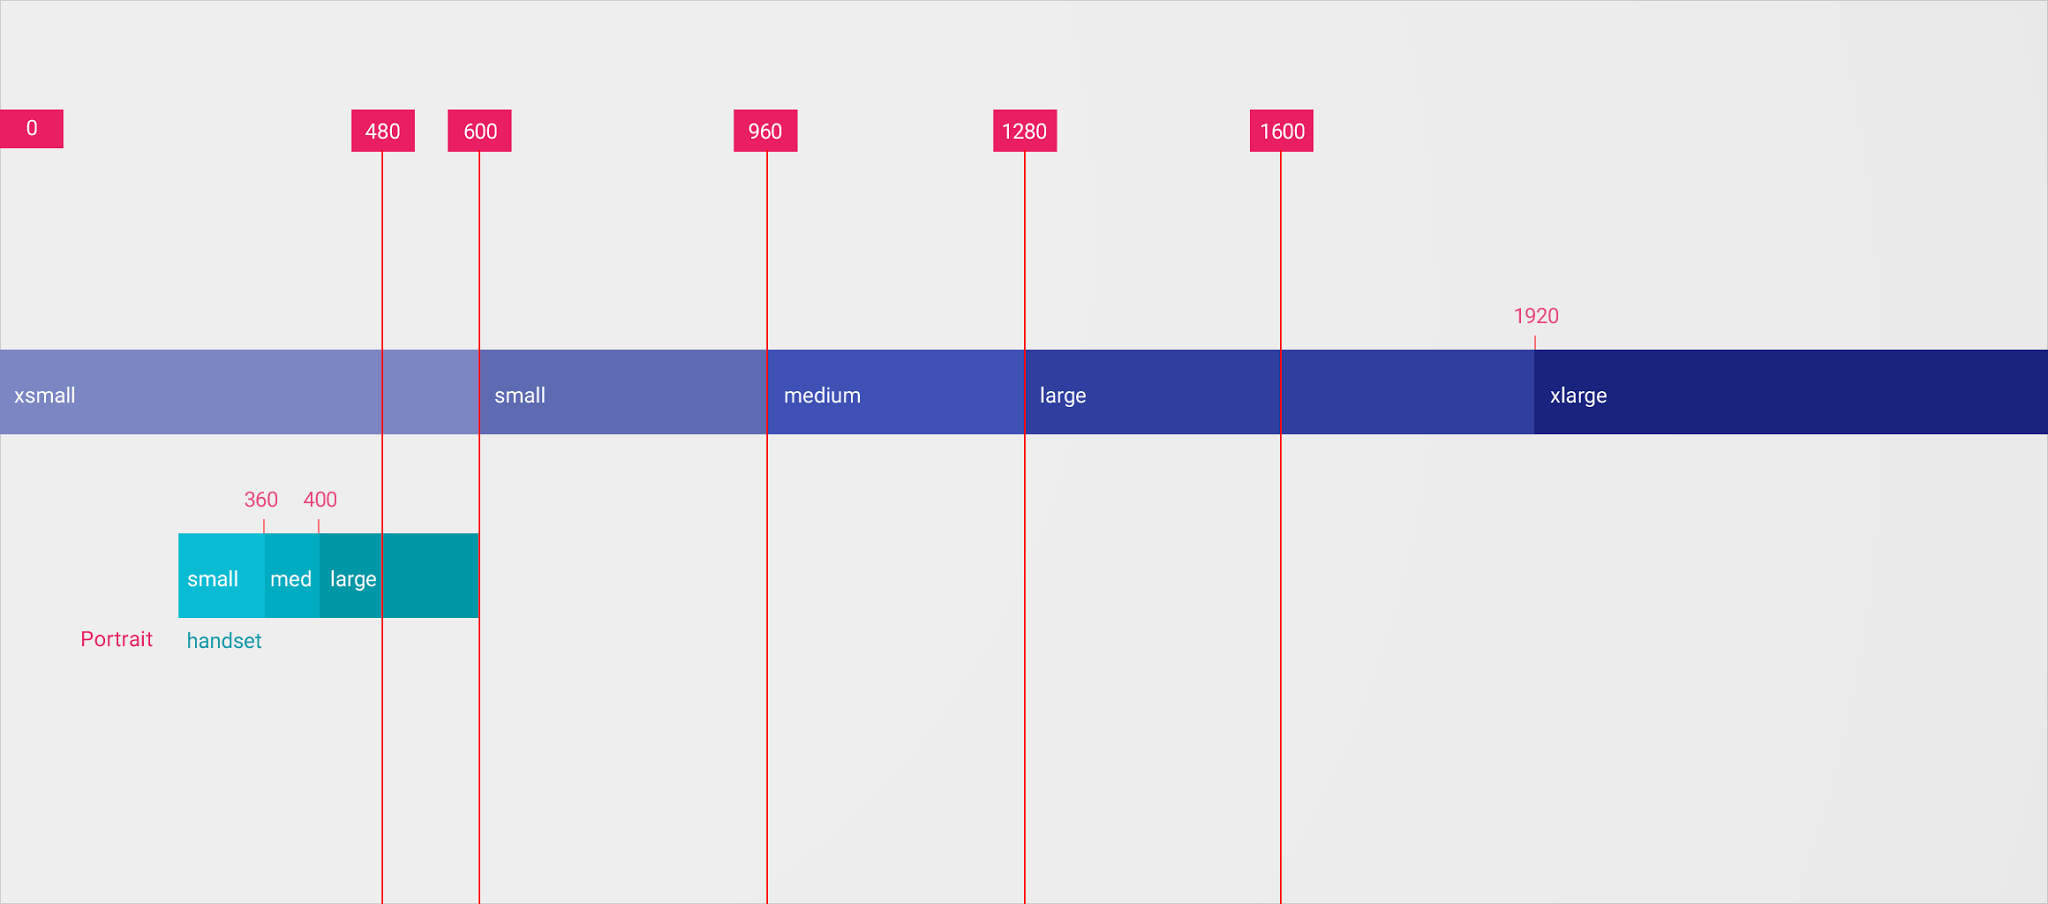 0 480 600 960 1280 1600
1920
xsmall small medium large xlarge
360 400
small med large
Portrait handset